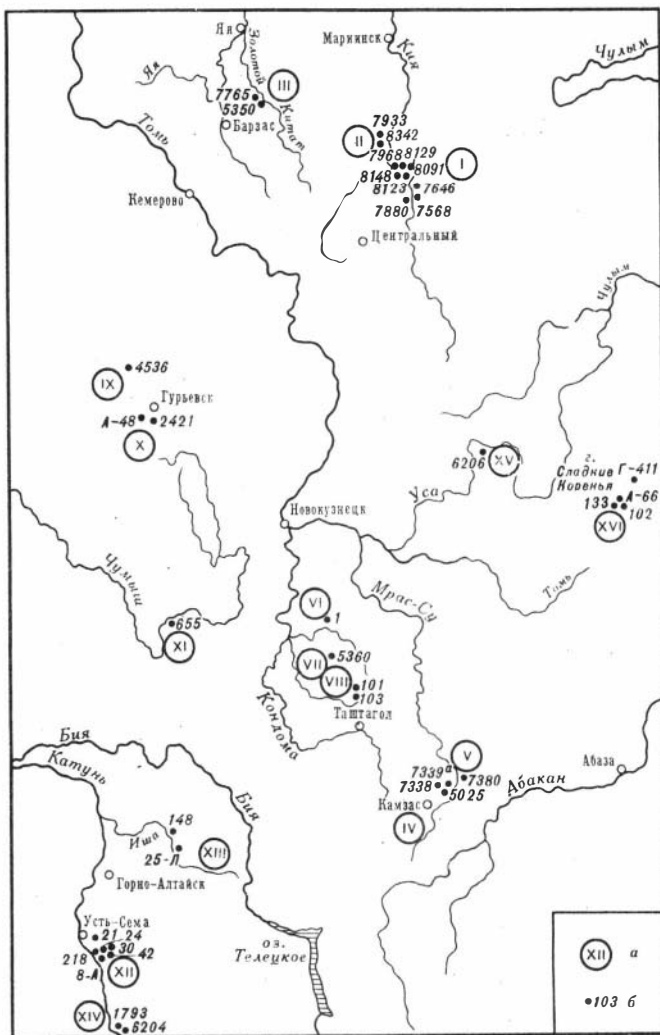 Яя
Мариинск
Кия
Чулым
Яя
Золотой
Китат
III
7765
5350
Барзас
Томь
7933
II
8342
7968
8129
I
8148
8091
8123
7646
7880
7568
Кемерово
Центральный
Чулым
4536
IX
Гурьевск
А-48
2421
X
6206
XV
г.
Сладкие
Коренья
Г-411
А-66
133
102
XVI
Уса
Новокузнецк
Томь
Чумыш
Мрас-Су
VI
1
655
XI
VII
5360
VIII
101
103
Кондома
Таштагол
V
7339а
7380
7338
5025
Камзас
IV
Абаза
Абакан
Бия
Катунь
Бия
148
Иша
25-Л
XIII
Горно-Алтайск
Усть-Сема
21 24
30
218
42
8-А
XII
оз.
Телецкое
XIV
1793
6204
XII а
103 б